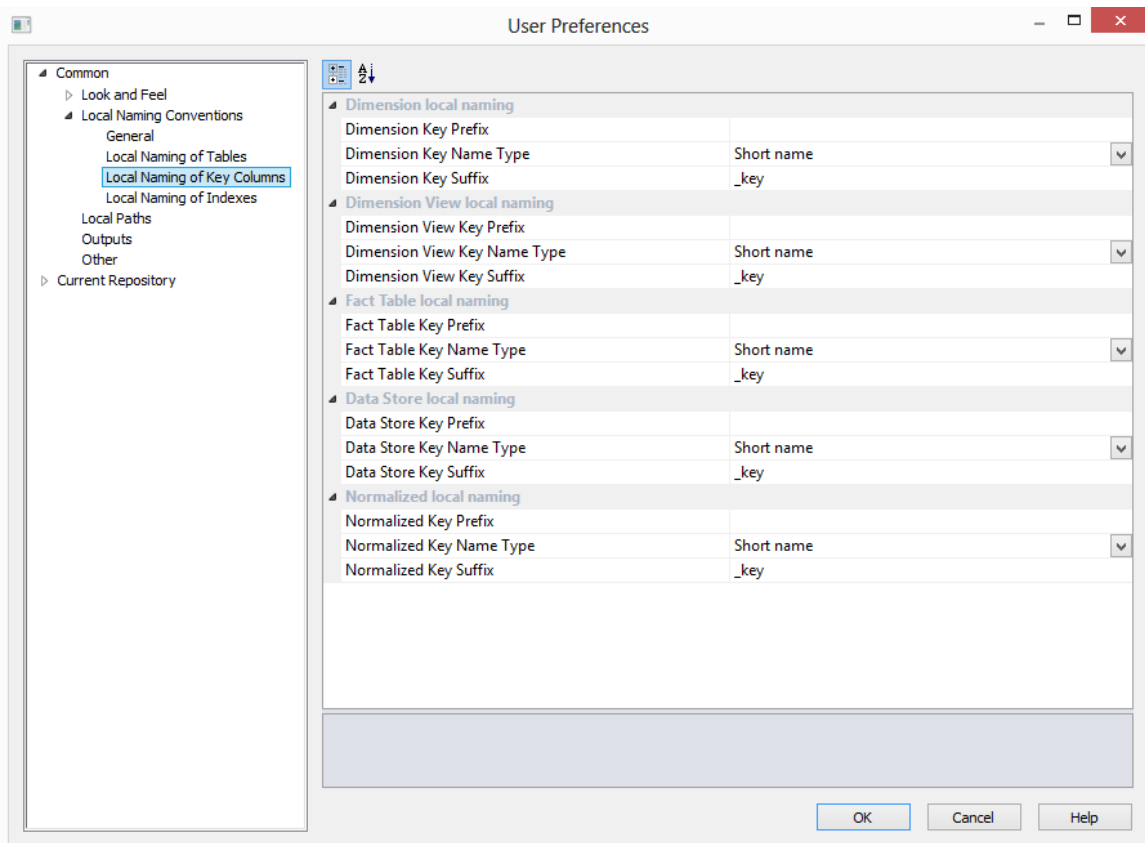 User Preferences
Common
Look and Feel
Local Naming Conventions
General
Local Naming of Tables
Local Naming of Key Columns
Local Naming of Indexes
Local Paths
Outputs
Other
Current Repository
A
Z
Dimension local naming
Dimension Key Prefix
Dimension Key Name Type Short name
Dimension Key Suffix _key
Dimension View local naming
Dimension View Key Prefix
Dimension View Key Name Type Short name
Dimension View Key Suffix _key
Fact Table local naming
Fact Table Key Prefix
Fact Table Key Name Type Short name
Fact Table Key Suffix _key
Data Store local naming
Data Store Key Prefix
Data Store Key Name Type Short name
Data Store Key Suffix _key
Normalized local naming
Normalized Key Prefix
Normalized Key Name Type Short name
Normalized Key Suffix _key
OK Cancel Help